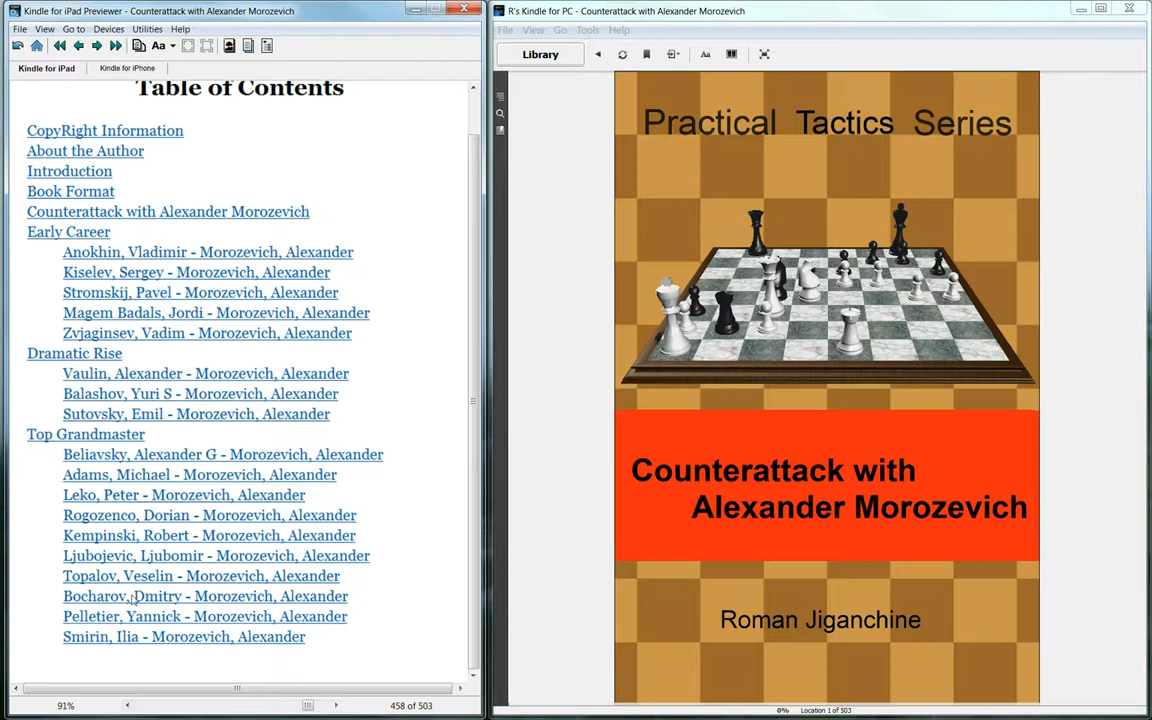 Kindle for iPad Previewer - Counterattack with Alexander Morozevich
File View Go to Devices Utilities Help
Aa
Kindle for iPad Kindle for iPhone
Table of Contents
CopyRight Information
About the Author
Introduction
Book Format
Counterattack with Alexander Morozevich
Early Career
Anokhin, Vladimir - Morozevich, Alexander
Kiselev, Sergey - Morozevich, Alexander
Stromskij, Pavel - Morozevich, Alexander
Magem Badals, Jordi - Morozevich, Alexander
Zvjaginsev, Vadim - Morozevich, Alexander
Dramatic Rise
Vaulin, Alexander - Morozevich, Alexander
Balashov, Yuri S - Morozevich, Alexander
Sutovsky, Emil - Morozevich, Alexander
Top Grandmaster
Beliavsky, Alexander G - Morozevich, Alexander
Adams, Michael - Morozevich, Alexander
Leko, Peter - Morozevich, Alexander
Rogozenco, Dorian - Morozevich, Alexander
Kempinski, Robert - Morozevich, Alexander
Ljubojevic, Ljubomir - Morozevich, Alexander
Topalov, Veselin - Morozevich, Alexander
Bocharov, Dmitry - Morozevich, Alexander
Pelletier, Yannick - Morozevich, Alexander
Smirin, Ilia - Morozevich, Alexander
91% 458 of 503
R's Kindle for PC - Counterattack with Alexander Morozevich
File View Go Tools Help
Library Aa
Practical Tactics Series
Counterattack with
Alexander Morozevich
Roman Jiganchine
0% Location 1 of 503